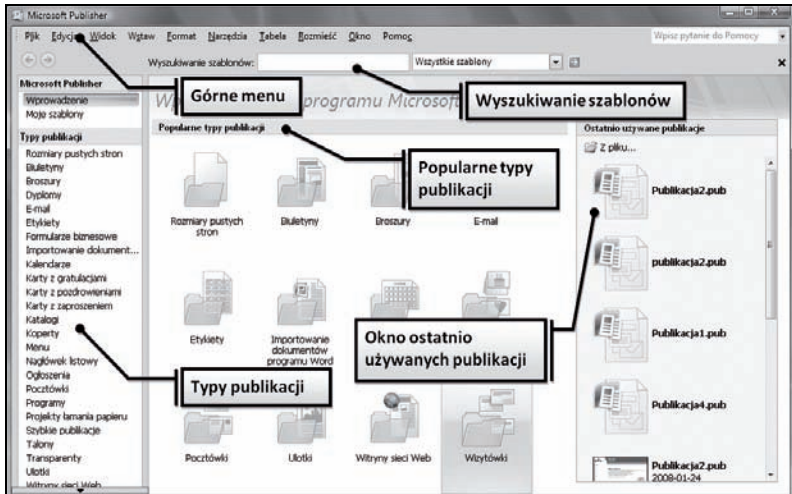 Microsoft Publisher
Plik Edycja Widok Wstaw Format Narzędzia Tabela Rozmieść Okno Pomoc
Wpisz pytanie do Pomocy
Wyszukiwanie szablonów:
Wszystkie szablony
Microsoft Publisher
Wprowadzenie
Moje szablony
Typy publikacji
Rozmiary pustych stron
Biuletyny
Broszury
Dyplomy
E-mail
Etykiety
Formularze biznesowe
Importowanie dokument...
Kalendarze
Karty z gratulacjami
Karty z pozdrowieniami
Karty z zaproszeniem
Katalogi
Koperty
Menu
Nagłówek listowy
Ogłoszenia
Pocztówki
Programy
Projekty łamania papieru
Szybkie publikacje
Talony
Transparenty
Ulotki
Witryny sieci Web
Górne menu
programu Microsoft
Wyszukiwanie szablonów
Popularne typy publikacji
Popularne typy
publikacji
Rozmiary pustych
stron
Biuletyny
Broszury
E-mail
Etykiety
Importowanie
dokumentów
programu Word
Okno ostatnio
używanych publikacji
Typy publikacji
Pocztówki
Ulotki
Witryny sieci Web
Wizytówki
Ostatnio używane publikacje
Z pliku...
Publikacja2.pub
publikacja2.pub
Publikacja1.pub
Publikacja4.pub
Publikacja2.pub
2008-01-24